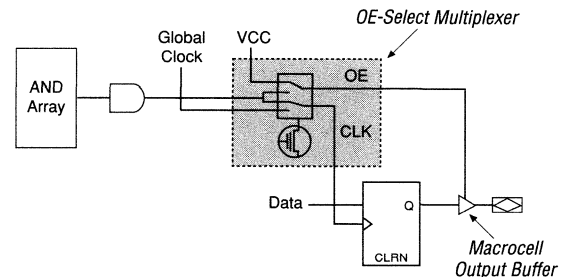 OE-Select Multiplexer
Global
Clock
VCC
AND
Array
OE
CLK
Data
Q
CLRN
Macrocell
Output Buffer